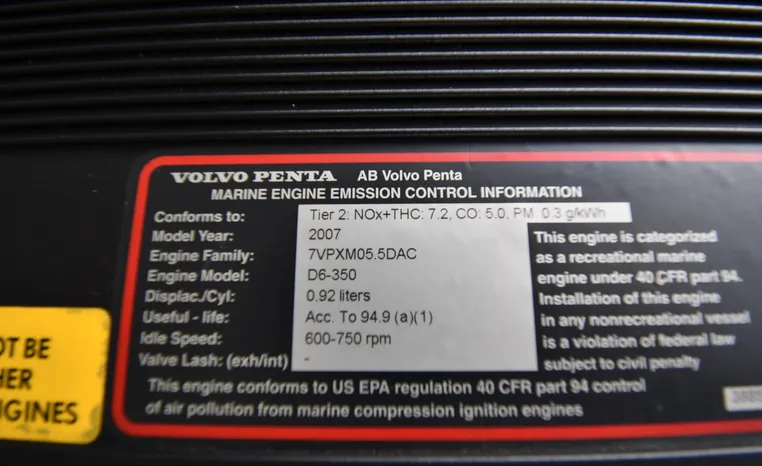 VOLVO PENTA AB Volvo Penta
MARINE ENGINE EMISSION CONTROL INFORMATION
Conforms to: Tier 2: NOx+THC: 7.2, CO: 5.0, PM: 0.3 g/kWh
Model Year: 2007
Engine Family: 7VPXM05.5DAC
Engine Model: D6-350
Displac./Cyl: 0.92 liters
Useful - life: Acc. To 94.9 (a)(1)
Idle Speed: 600-750 rpm
Valve Lash: (exh/int) -
This engine is categorized
as a recreational marine
engine under 40 CFR part 94.
Installation of this engine
in any nonrecreational vessel
is a violation of federal law
subject to civil penalty
This engine conforms to US EPA regulation 40 CFR part 94 control
of air pollution from marine compression ignition engines
OT BE
HER
NGINES